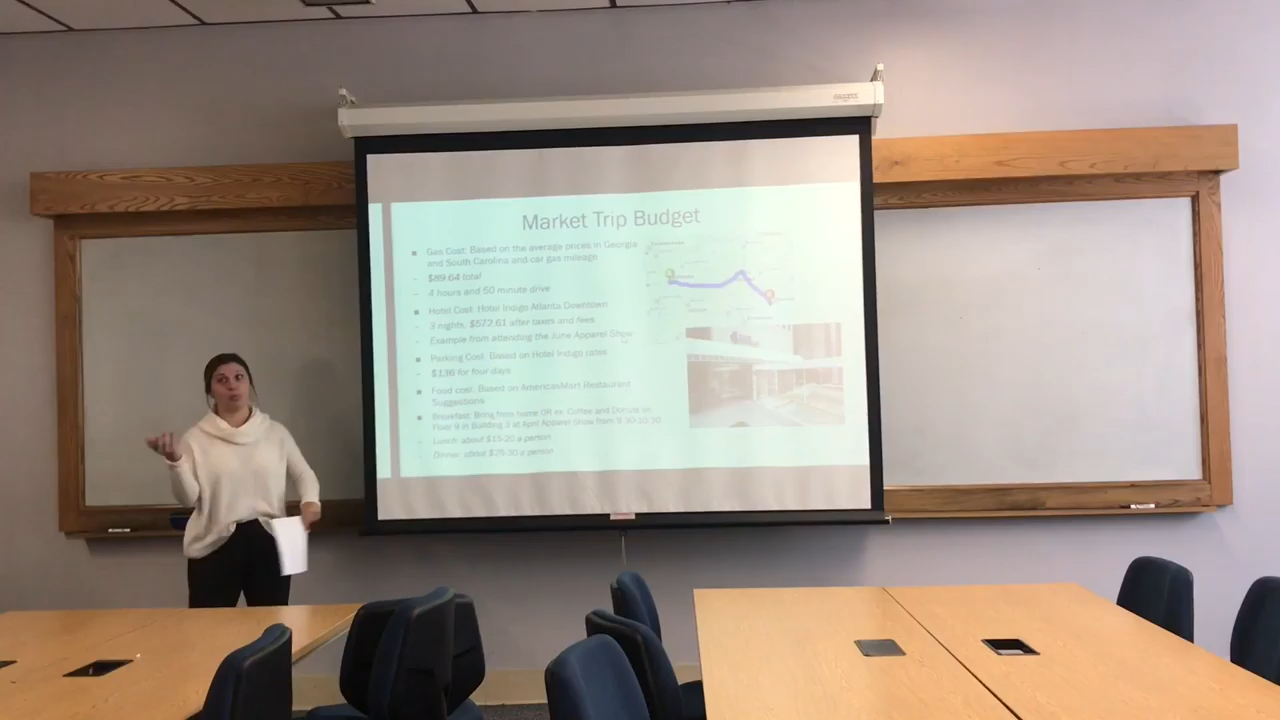 Market Trip Budget
Gas Cost: Based on the average prices in Georgia
and South Carolina and car gas mileage
- $89.64 total
- 4 hours and 50 minute drive
Hotel Cost: Hotel Indigo Atlanta Downtown
- 3 nights, $572.61 after taxes and fees
- Example from attending the June Apparel Show
Parking Cost: Based on Hotel Indigo rates
- $136 for four days
Food cost: Based on AmericasMart Restaurant
Suggestions
Breakfast: Bring from home OR ex. Coffee and Donuts on
Floor 9 in Building 3 at April Apparel Show from 9:30-10:30
- Lunch: about $15-20 a person
- Dinner: about $25-30 a person